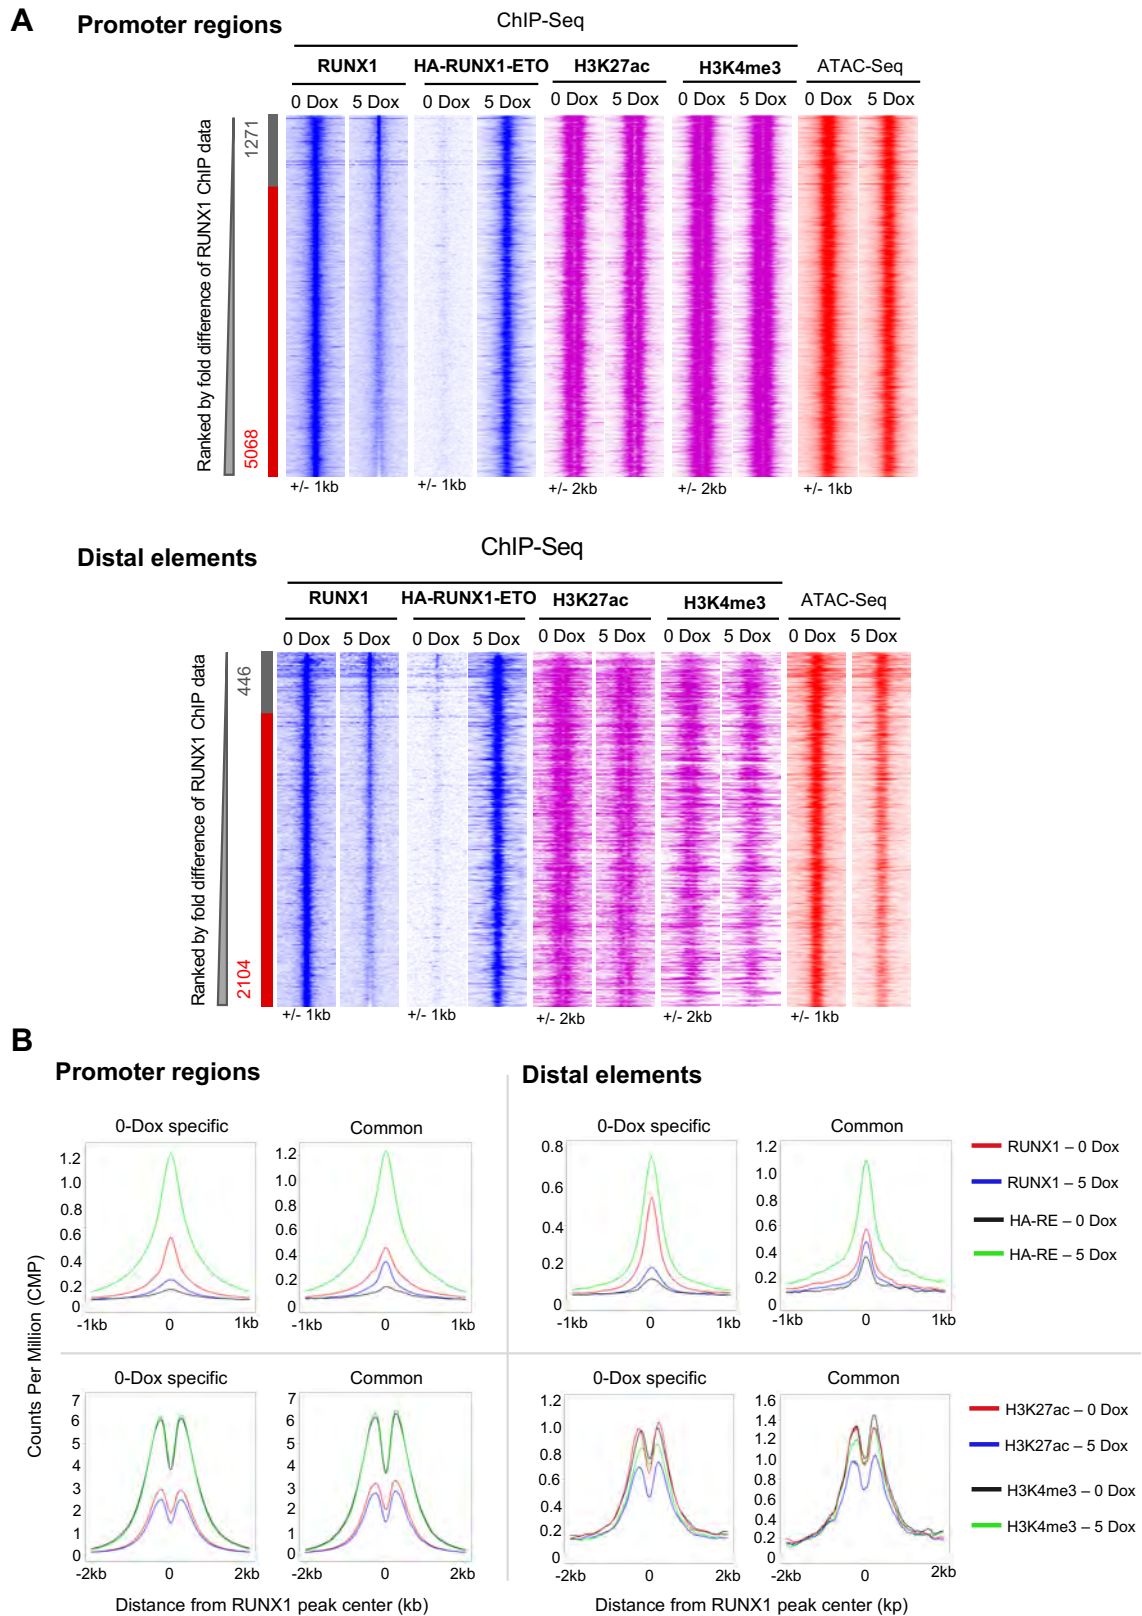 A
Promoter regions
ChIP-Seq
RUNX1 HA-RUNX1-ETO H3K27ac H3K4me3 ATAC-Seq
0 Dox 5 Dox 0 Dox 5 Dox 0 Dox 5 Dox 0 Dox 5 Dox 0 Dox 5 Dox
Ranked by fold difference of RUNX1 ChIP data
1271
5068
+/- 1kb +/- 1kb +/- 2kb +/- 2kb +/- 1kb
Distal elements
ChIP-Seq
RUNX1 HA-RUNX1-ETO H3K27ac H3K4me3 ATAC-Seq
0 Dox 5 Dox 0 Dox 5 Dox 0 Dox 5 Dox 0 Dox 5 Dox 0 Dox 5 Dox
Ranked by fold difference of RUNX1 ChIP data
446
2104
+/- 1kb +/- 1kb +/- 2kb +/- 2kb +/- 1kb
B
Promoter regions
Distal elements
Counts Per Million (CMP)
0-Dox specific
1.2
1.0
0.8
0.6
0.4
0.2
0
-1kb 0 1kb
Common
1.2
1.0
0.8
0.6
0.4
0.2
0
-1kb 0 1kb
0-Dox specific
0.8
0.6
0.4
0.2
0
-1kb 0 1kb
Common
1.2
1.0
0.8
0.6
0.4
0.2
0
-1kb 0 1kb
RUNX1 – 0 Dox
RUNX1 – 5 Dox
HA-RE – 0 Dox
HA-RE – 5 Dox
0-Dox specific
7
6
5
4
3
2
1
0
-2kb 0 2kb
Common
7
6
5
4
3
2
1
0
-2kb 0 2kb
0-Dox specific
1.2
1.0
0.8
0.6
0.4
0.2
0
-2kb 0 2kb
Common
1.6
1.4
1.2
1.0
0.8
0.6
0.4
0.2
0
-2kb 0 2kb
H3K27ac – 0 Dox
H3K27ac – 5 Dox
H3K4me3 – 0 Dox
H3K4me3 – 5 Dox
Distance from RUNX1 peak center (kb)
Distance from RUNX1 peak center (kp)